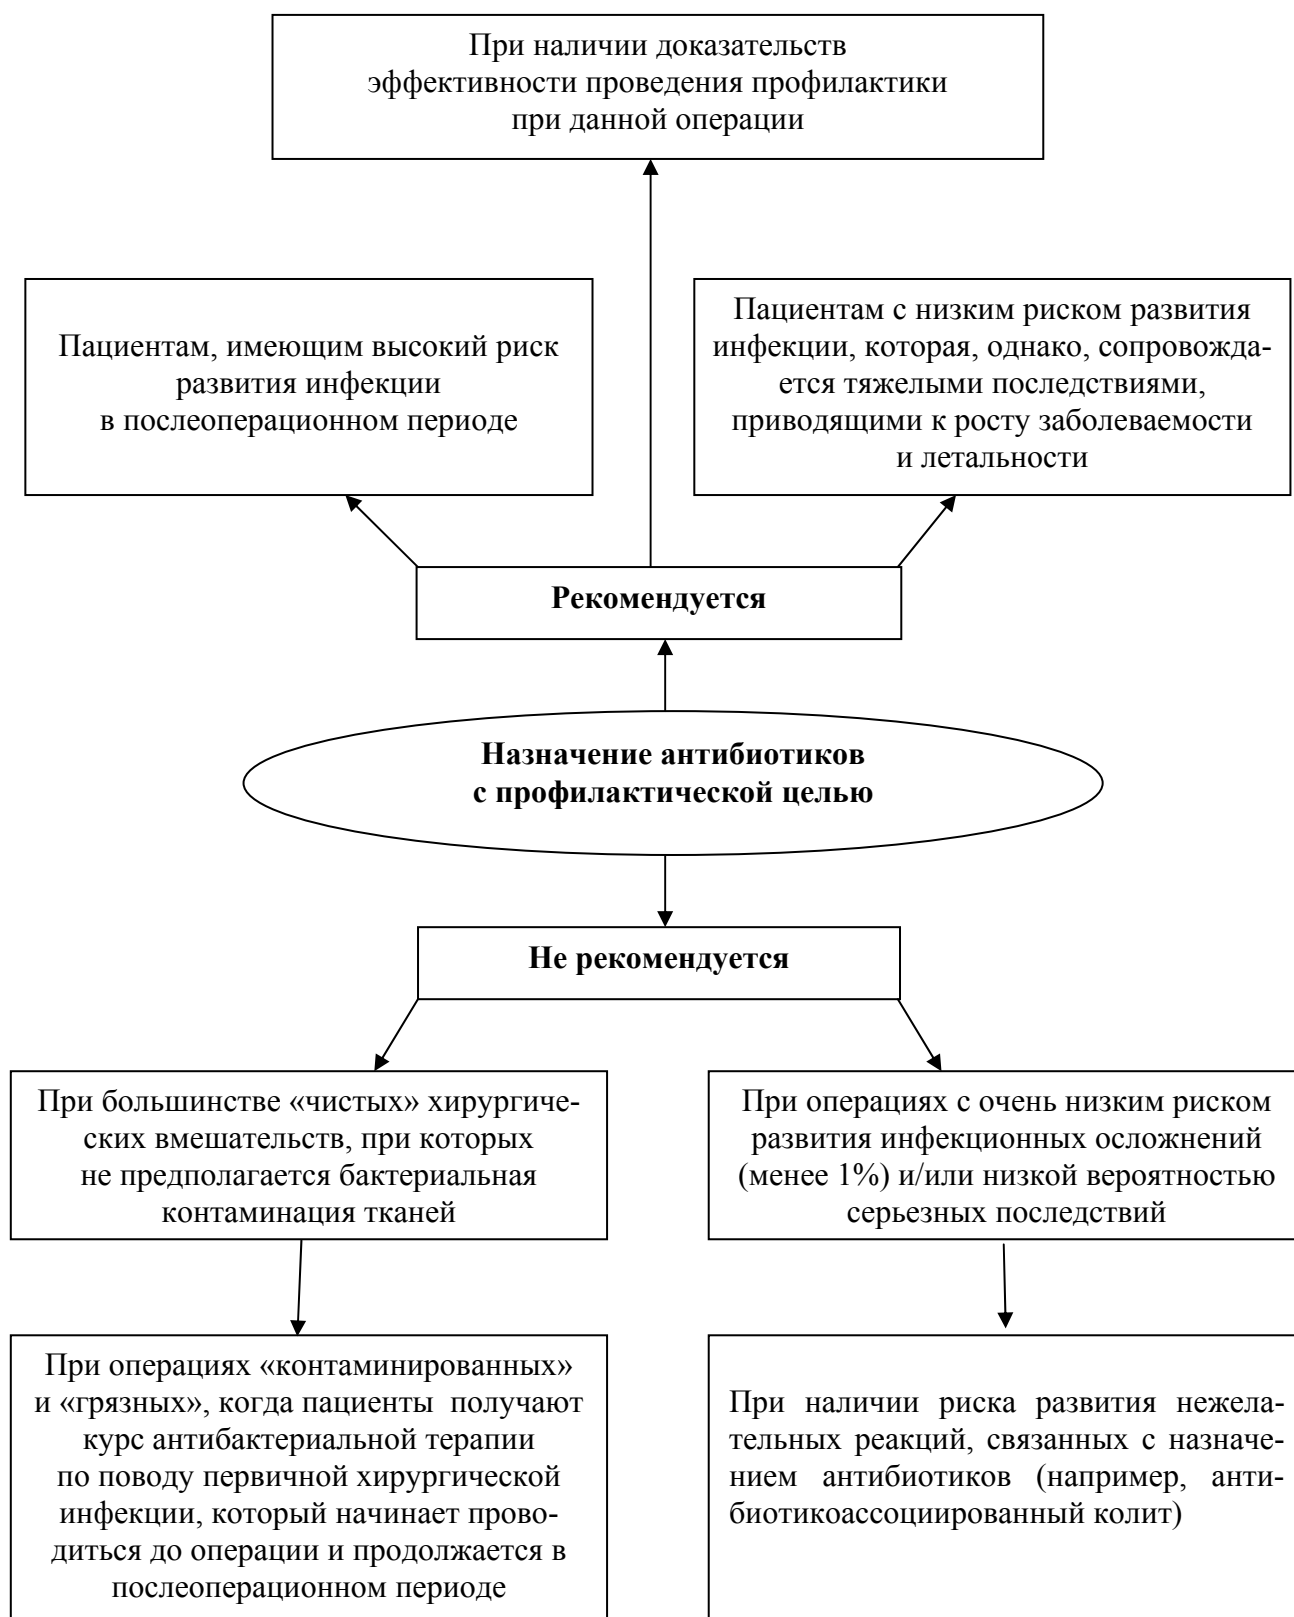 При наличии доказательств
эффективности проведения профилактики
при данной операции
Пациентам, имеющим высокий риск
развития инфекции
в послеоперационном периоде
Пациентам с низким риском развития
инфекции, которая, однако, сопровожда-
ется тяжелыми последствиями,
приводящими к росту заболеваемости
и летальности
Рекомендуется
Назначение антибиотиков
с профилактической целью
Не рекомендуется
При большинстве «чистых» хирургиче-
ских вмешательств, при которых
не предполагается бактериальная
контаминация тканей
При операциях с очень низким риском
развития инфекционных осложнений
(менее 1%) и/или низкой вероятностью
серьезных последствий
При операциях «контаминированных»
и «грязных», когда пациенты получают
курс антибактериальной терапии
по поводу первичной хирургической
инфекции, который начинает прово-
диться до операции и продолжается в
послеоперационном периоде
При наличии риска развития нежела-
тельных реакций, связанных с назначе-
нием антибиотиков (например, анти-
биотикоассоциированный колит)